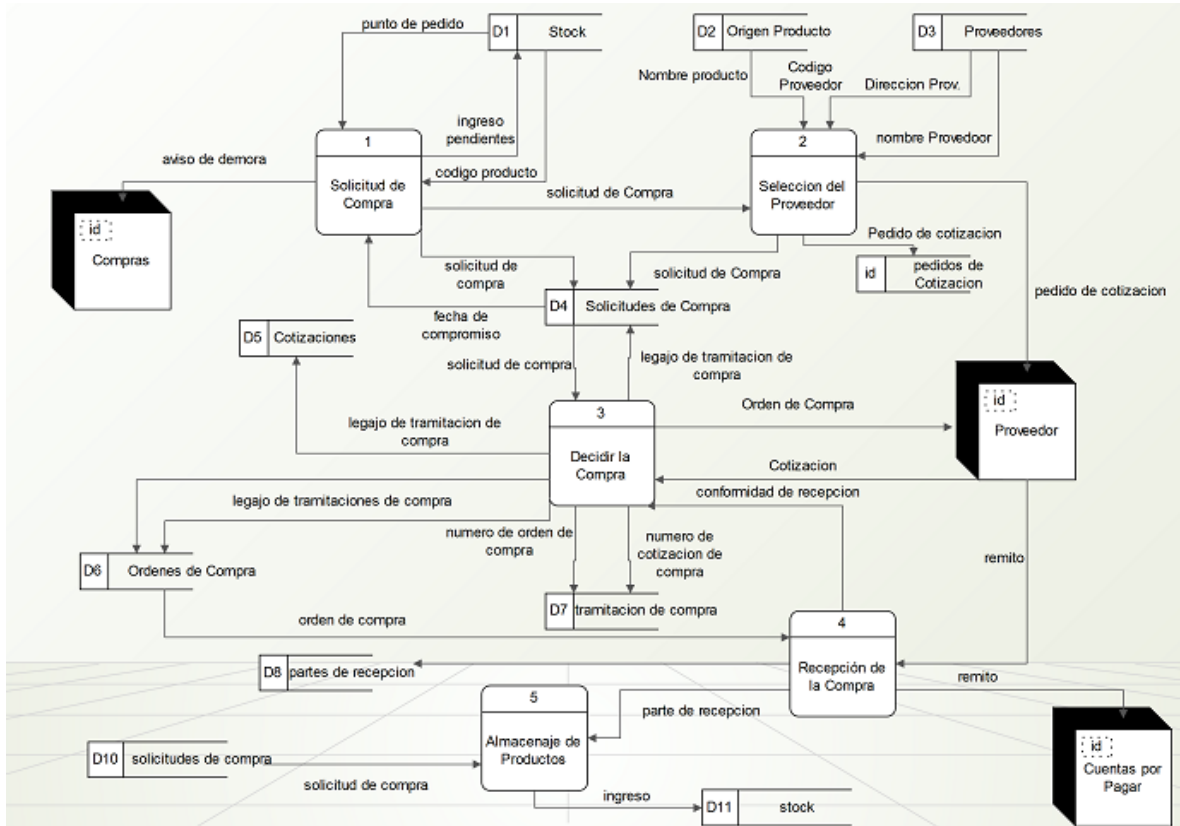 punto de pedido
D1
Stock
D2
Origen Producto
D3
Proveedores
Nombre producto
Codigo
Proveedor
Direccion Prov.
ingreso
pendientes
nombre Provedoor
1
Solicitud de
Compra
2
Seleccion del
Proveedor
aviso de demora
codigo producto
solicitud de Compra
id
Compras
Pedido de cotizacion
solicitud de
compra
solicitud de Compra
id
pedidos de
Cotizacion
pedido de cotizacion
D4
Solicitudes de Compra
fecha de
compromiso
D5
Cotizaciones
solicitud de compra
legajo de tramitacion de
compra
3
Decidir la
Compra
Orden de Compra
id
Proveedor
legajo de tramitacion de
compra
Cotizacion
conformidad de recepcion
legajo de tramitaciones de compra
numero de orden de
compra
numero de
cotizacion de
compra
remito
D6
Ordenes de Compra
D7
tramitacion de compra
orden de compra
4
Recepción de
la Compra
D8
partes de recepcion
remito
5
Almacenaje de
Productos
parte de recepcion
id
Cuentas por
Pagar
D10
solicitudes de compra
solicitud de compra
ingreso
D11
stock